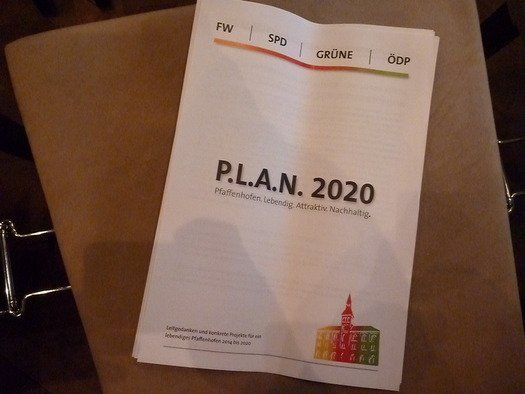 FW | SPD | GRÜNE | ÖDP
P.L.A.N. 2020
Pfaffenhofen. Lebendig. Attraktiv. Nachhaltig.
Leitgedanken und konkrete Projekte für ein
lebendiges Pfaffenhofen 2014 bis 2020